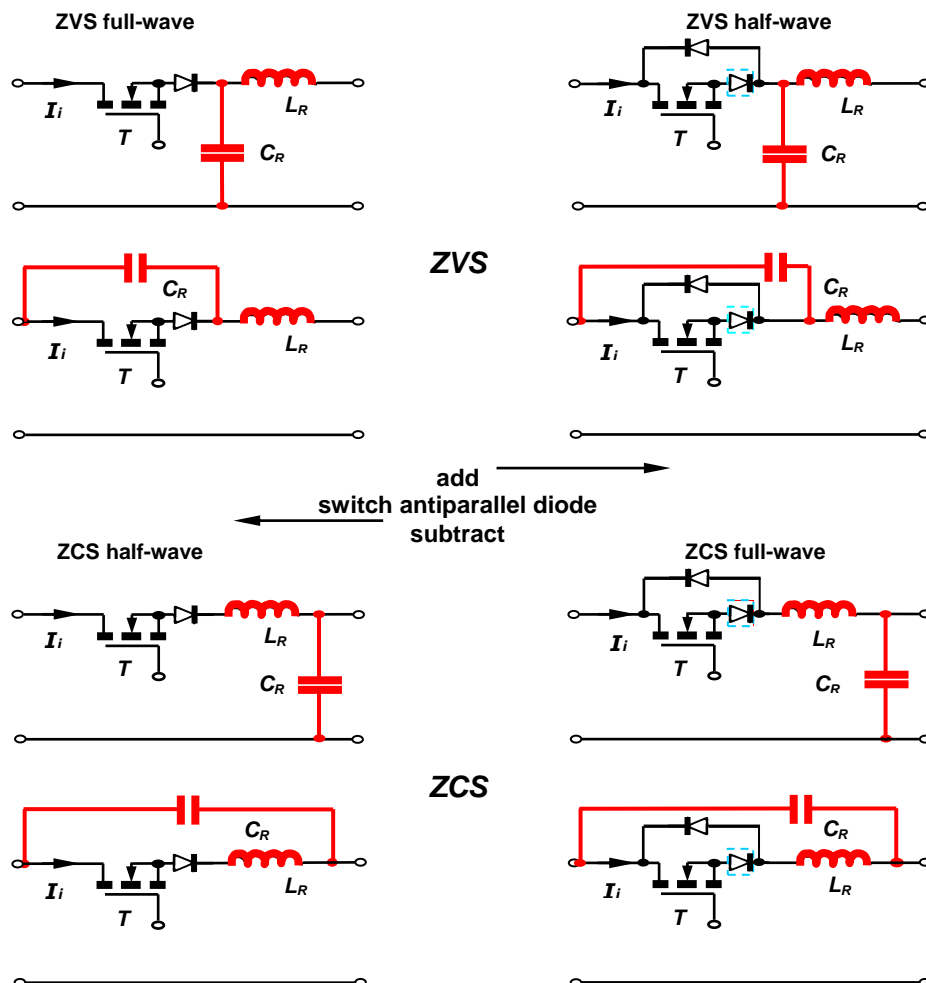 ZVS full-wave
ZVS half-wave
Ii
T
LR
CR
Ii
T
LR
CR
ZVS
CR
Ii
T
LR
CR
Ii
T
LR
add
switch antiparallel diode
subtract
ZCS half-wave
ZCS full-wave
Ii
T
LR
CR
Ii
T
LR
CR
ZCS
CR
Ii
T
LR
CR
Ii
T
LR